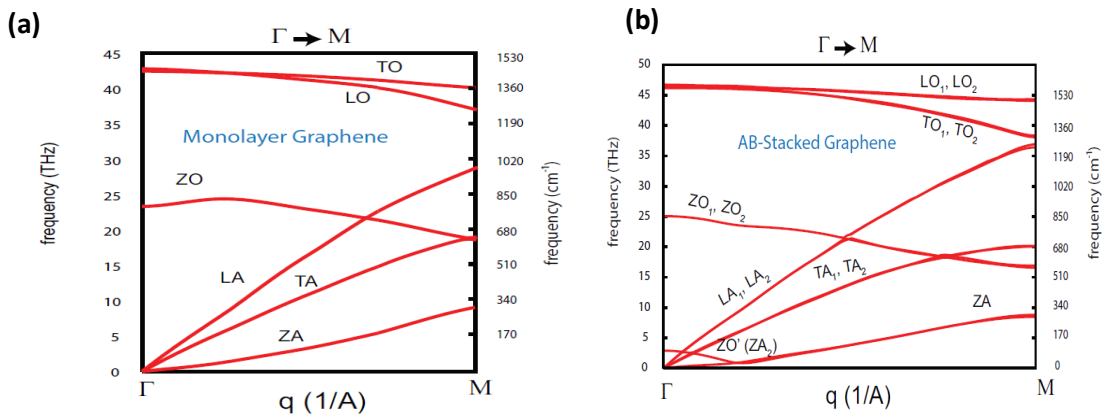 (a)
Γ → M
45
40
35
30
25
20
15
10
5
0
frequency (THz)
1530
1360
1190
1020
850
680
510
340
170
frequency (cm⁻¹)
TO
LO
Monolayer Graphene
ZO
LA
TA
ZA
Γ
M
q (1/A)
(b)
Γ → M
50
45
40
35
30
25
20
15
10
5
0
frequency (THz)
1530
1360
1190
1020
850
680
510
340
170
0
frequency (cm⁻¹)
LO₁, LO₂
TO₁, TO₂
AB-Stacked Graphene
ZO₁, ZO₂
LA₁, LA₂
TA₁, TA₂
ZA
ZO' (ZA₂)
Γ
M
q (1/A)